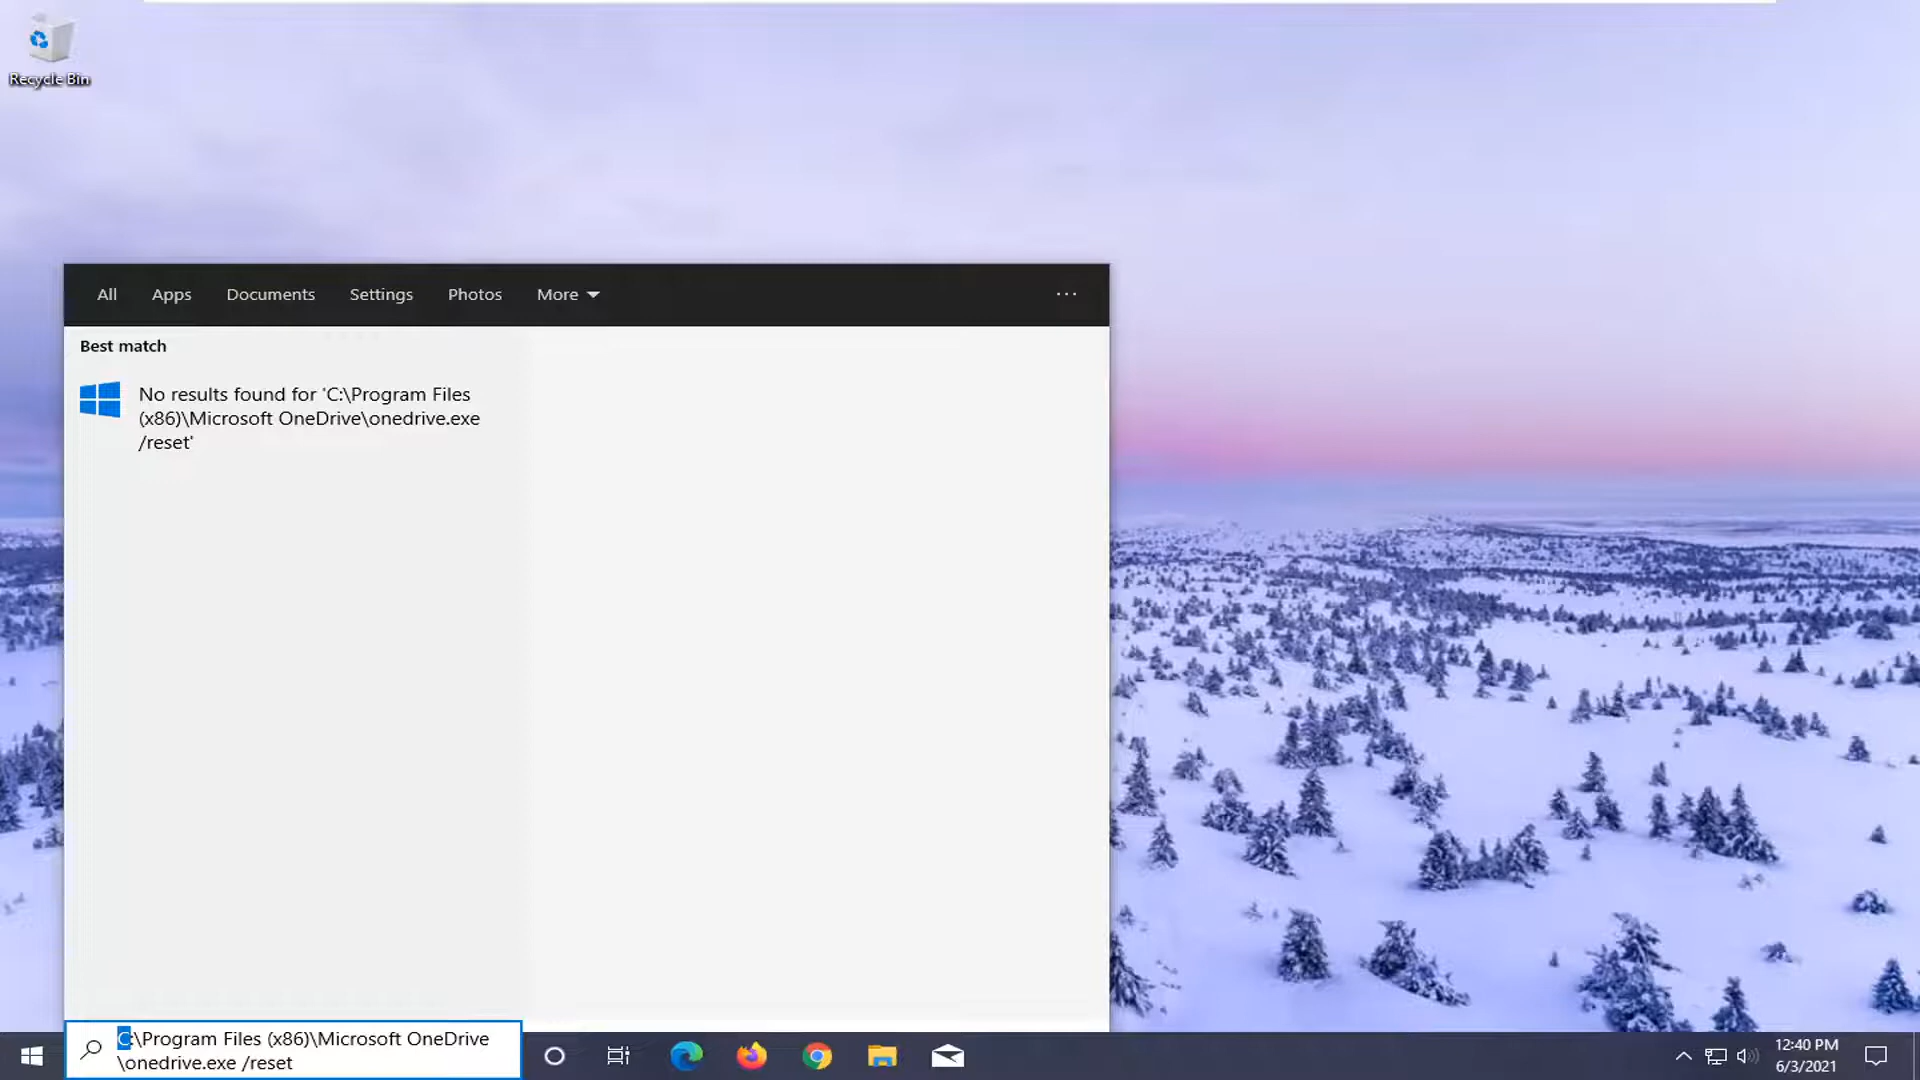 Recycle Bin
All Apps Documents Settings Photos More ...
Best match
No results found for 'C:\Program Files
(x86)\Microsoft OneDrive\onedrive.exe
/reset'
C:\Program Files (x86)\Microsoft OneDrive
\onedrive.exe /reset
12:40 PM
6/3/2021